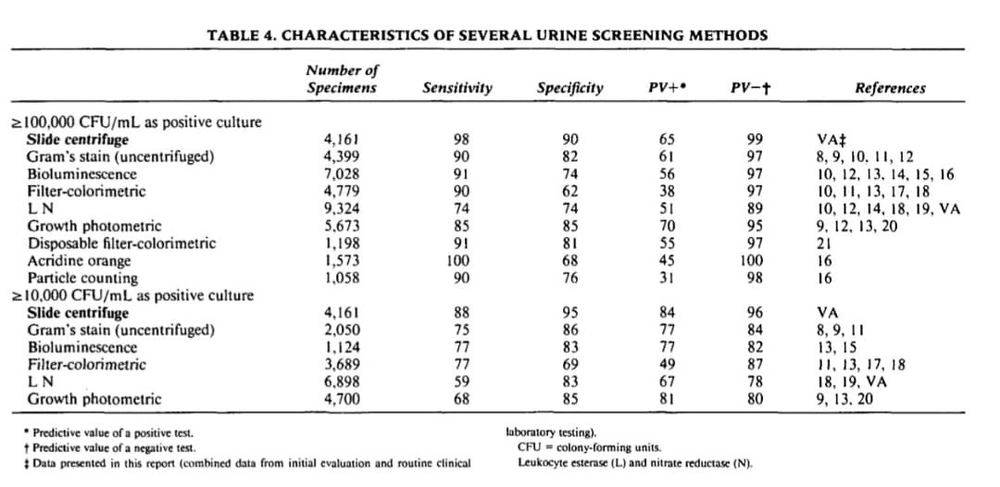 TABLE 4. CHARACTERISTICS OF SEVERAL URINE SCREENING METHODS
Number of Specimens Sensitivity Specificity PV+* PV−† References
≥100,000 CFU/mL as positive culture
Slide centrifuge 4,161 98 90 65 99 VA‡
Gram's stain (uncentrifuged) 4,399 90 82 61 97 8, 9, 10, 11, 12
Bioluminescence 7,028 91 74 56 97 10, 12, 13, 14, 15, 16
Filter-colorimetric 4,779 90 62 38 97 10, 11, 13, 17, 18
L N 9,324 74 74 51 89 10, 12, 14, 18, 19, VA
Growth photometric 5,673 85 85 70 95 9, 12, 13, 20
Disposable filter-colorimetric 1,198 91 81 55 97 21
Acridine orange 1,573 100 68 45 100 16
Particle counting 1,058 90 76 31 98 16
≥10,000 CFU/mL as positive culture
Slide centrifuge 4,161 88 95 84 96 VA
Gram's stain (uncentrifuged) 2,050 75 86 77 84 8, 9, 11
Bioluminescence 1,124 77 83 77 82 13, 15
Filter-colorimetric 3,689 77 69 49 87 11, 13, 17, 18
L N 6,898 59 83 67 78 18, 19, VA
Growth photometric 4,700 68 85 81 80 9, 13, 20
* Predictive value of a positive test.
† Predictive value of a negative test.
‡ Data presented in this report (combined data from initial evaluation and routine clinical
laboratory testing).
CFU = colony-forming units.
Leukocyte esterase (L) and nitrate reductase (N).